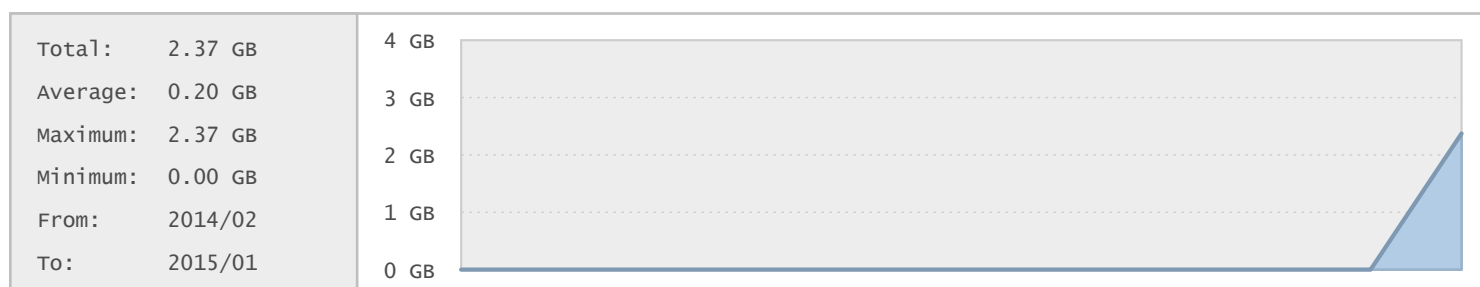 Total: 2.37 GB
Average: 0.20 GB
Maximum: 2.37 GB
Minimum: 0.00 GB
From: 2014/02
To: 2015/01
4 GB
3 GB
2 GB
1 GB
0 GB